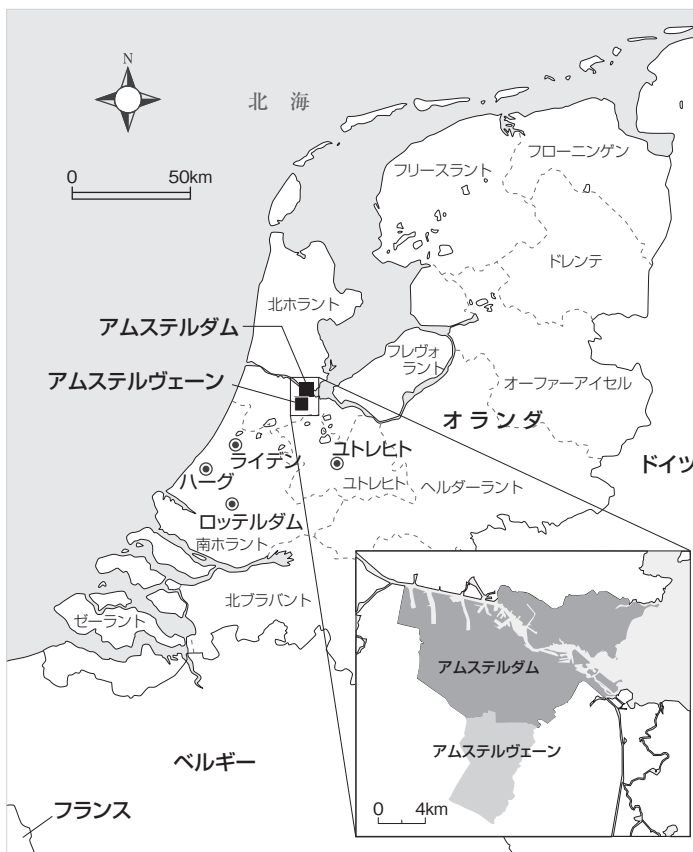 N
北 海
0 50km
フローニンゲン
フリースラント
ドレンテ
北ホラント
アムステルダム
フレヴォ
ラント
アムステルヴェーン
オーファーアイセル
オランダ
ライデン
ユトレヒト
ドイツ
ハーグ
ユトレヒト
ヘルダーラント
ロッテルダム
南ホラント
北ブラバント
ゼーラント
アムステルダム
アムステルヴェーン
ベルギー
0 4km
フランス